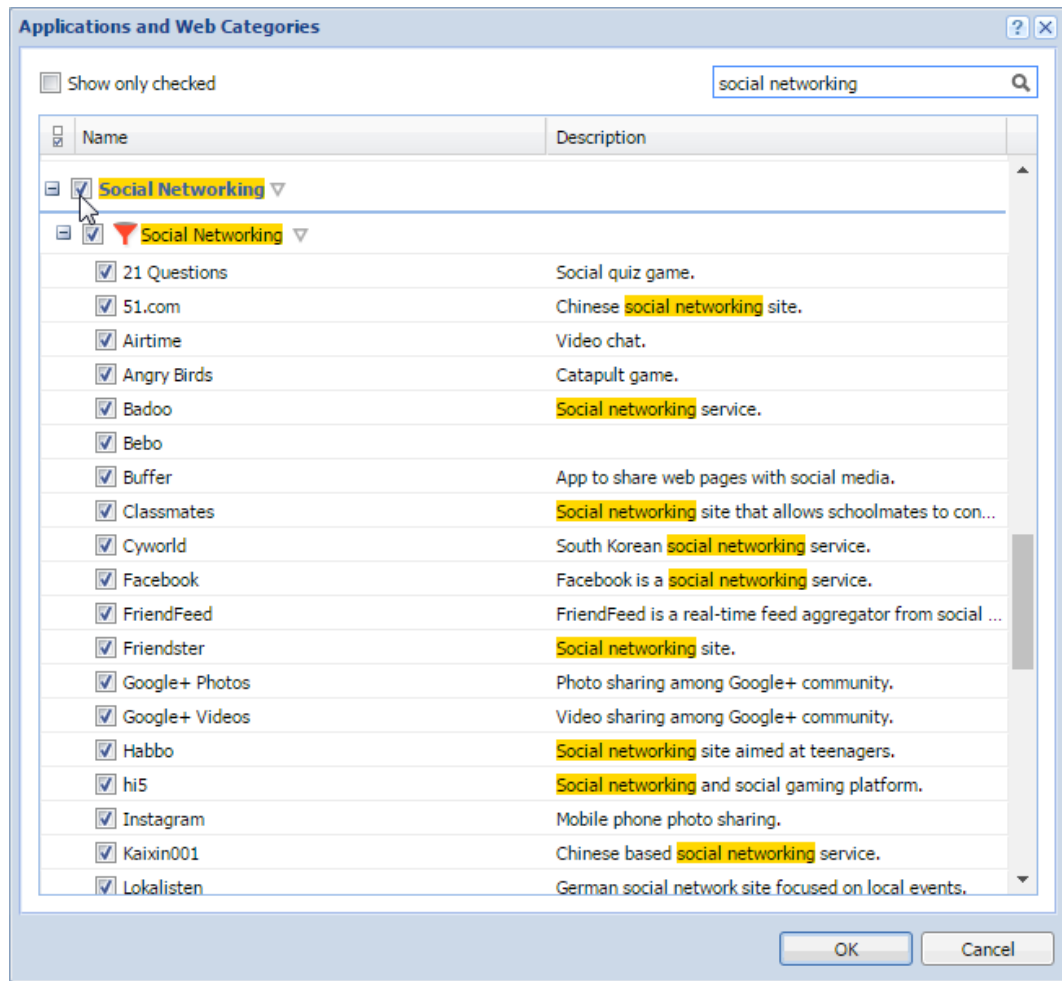 Applications and Web Categories
Show only checked
social networking
Name Description
Social Networking
Social Networking
21 Questions Social quiz game.
51.com Chinese social networking site.
Airtime Video chat.
Angry Birds Catapult game.
Badoo Social networking service.
Bebo
Buffer App to share web pages with social media.
Classmates Social networking site that allows schoolmates to con...
Cyworld South Korean social networking service.
Facebook Facebook is a social networking service.
FriendFeed FriendFeed is a real-time feed aggregator from social ...
Friendster Social networking site.
Google+ Photos Photo sharing among Google+ community.
Google+ Videos Video sharing among Google+ community.
Habbo Social networking site aimed at teenagers.
hi5 Social networking and social gaming platform.
Instagram Mobile phone photo sharing.
Kaixin001 Chinese based social networking service.
Lokalisten German social network site focused on local events.
OK Cancel